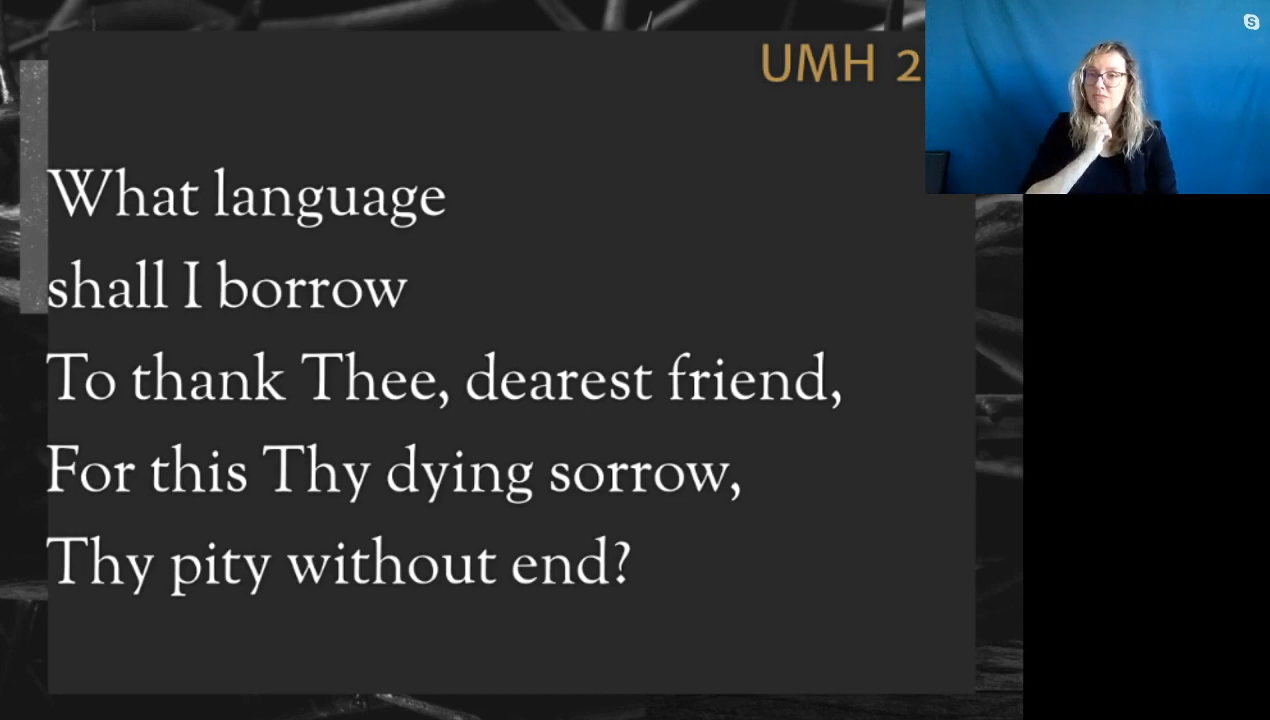 UMH 2
What language
shall I borrow
To thank Thee, dearest friend,
For this Thy dying sorrow,
Thy pity without end?